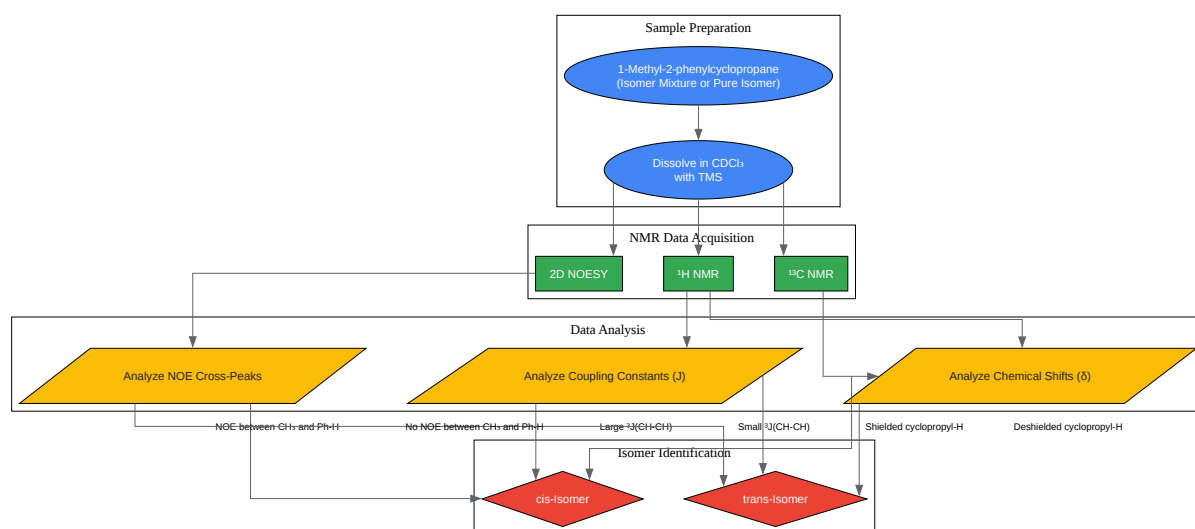 Sample Preparation
1-Methyl-2-phenylcyclopropane
(Isomer Mixture or Pure Isomer)
Dissolve in CDCl₃
with TMS
NMR Data Acquisition
2D NOESY
¹H NMR
¹³C NMR
Data Analysis
Analyze NOE Cross-Peaks
Analyze Coupling Constants (J)
Analyze Chemical Shifts (δ)
NOE between CH₃ and Ph-H
No NOE between CH₃ and Ph-H
Large ³J(CH-CH)
Small ³J(CH-CH)
Shielded cyclopropyl-H
Deshielded cyclopropyl-H
Isomer Identification
cis-Isomer
trans-Isomer